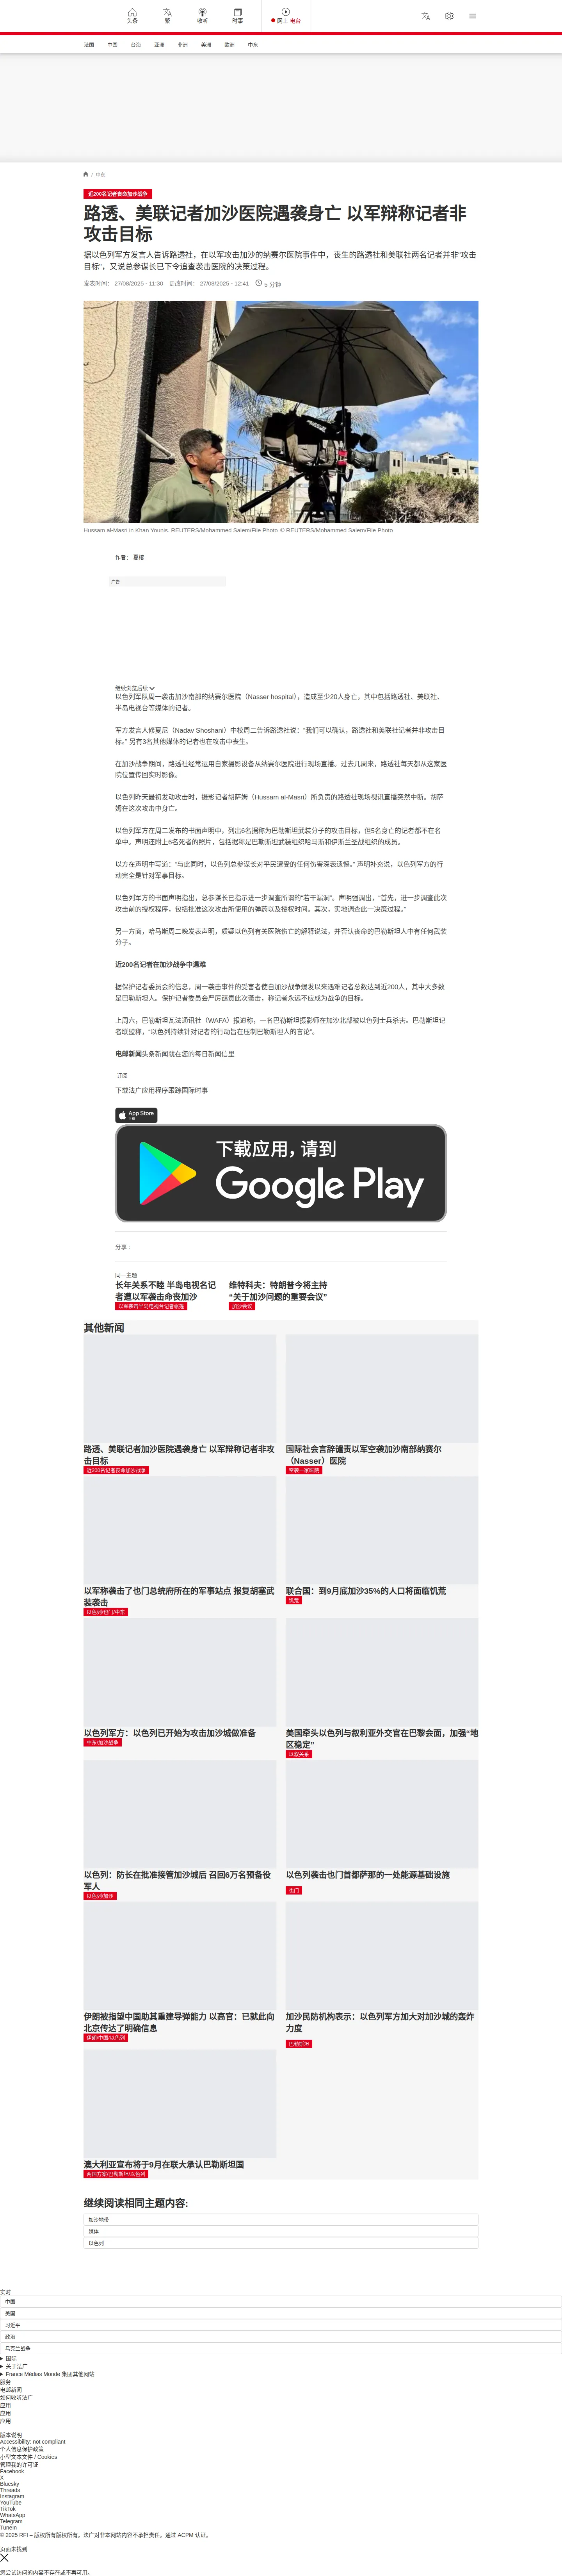 头条
繁
收听
时事
网上 电台
法国
中国
台海
亚洲
非洲
美洲
欧洲
中东
/ 中东
近200名记者丧命加沙战争
路透、美联记者加沙医院遇袭身亡 以军辩称记者非
攻击目标
据以色列军方发言人告诉路透社，在以军攻击加沙的纳赛尔医院事件中，丧生的路透社和美联社两名记者并非“攻击
目标”，又说总参谋长已下令追查袭击医院的决策过程。
发表时间： 27/08/2025 - 11:30 更改时间： 27/08/2025 - 12:41 5 分钟
Hussam al-Masri in Khan Younis. REUTERS/Mohammed Salem/File Photo © REUTERS/Mohammed Salem/File Photo
作者： 夏榕
广告
继续浏览后续
以色列军队周一袭击加沙南部的纳赛尔医院（Nasser hospital），造成至少20人身亡，其中包括路透社、美联社、
半岛电视台等媒体的记者。
军方发言人修夏尼（Nadav Shoshani）中校周二告诉路透社说：“我们可以确认，路透社和美联社记者并非攻击目
标。” 另有3名其他媒体的记者也在攻击中丧生。
在加沙战争期间，路透社经常运用自家摄影设备从纳赛尔医院进行现场直播。过去几周来，路透社每天都从这家医
院位置传回实时影像。
以色列昨天最初发动攻击时，摄影记者胡萨姆（Hussam al-Masri）所负责的路透社现场视讯直播突然中断。胡萨
姆在这次攻击中身亡。
以色列军方在周二发布的书面声明中，列出6名据称为巴勒斯坦武装分子的攻击目标，但5名身亡的记者都不在名
单中。声明还附上6名死者的照片，包括据称是巴勒斯坦武装组织哈马斯和伊斯兰圣战组织的成员。
以方在声明中写道：“与此同时，以色列总参谋长对平民遭受的任何伤害深表遗憾。” 声明补充说，以色列军方的行
动完全是针对军事目标。
以色列军方的书面声明指出，总参谋长已指示进一步调查所谓的“若干漏洞”。声明强调出，“首先，进一步调查此次
攻击前的授权程序，包括批准这次攻击所使用的弹药以及授权时间。其次，实地调查此一决策过程。”
另一方面，哈马斯周二晚发表声明，质疑以色列有关医院伤亡的解释说法，并否认丧命的巴勒斯坦人中有任何武装
分子。
近200名记者在加沙战争中遇难
据保护记者委员会的信息，周一袭击事件的受害者使自加沙战争爆发以来遇难记者总数达到近200人，其中大多数
是巴勒斯坦人。保护记者委员会严厉谴责此次袭击，称记者永远不应成为战争的目标。
上周六，巴勒斯坦瓦法通讯社（WAFA）报道称，一名巴勒斯坦摄影师在加沙北部被以色列士兵杀害。巴勒斯坦记
者联盟称，“以色列持续针对记者的行动旨在压制巴勒斯坦人的言论”。
电邮新闻头条新闻就在您的每日新闻信里
订阅
下载法广应用程序跟踪国际时事
App Store
下载
下载应用，请到
Google Play
分享 :
同一主题
长年关系不睦 半岛电视名记
者遭以军袭击命丧加沙
以军袭击半岛电视台记者帐篷
维特科夫：特朗普今将主持
“关于加沙问题的重要会议”
加沙会议
其他新闻
路透、美联记者加沙医院遇袭身亡 以军辩称记者非攻
击目标
近200名记者丧命加沙战争
国际社会言辞谴责以军空袭加沙南部纳赛尔
（Nasser）医院
空袭一家医院
以军称袭击了也门总统府所在的军事站点 报复胡塞武
装袭击
以色列/也门/中东
联合国：到9月底加沙35%的人口将面临饥荒
饥荒
以色列军方：以色列已开始为攻击加沙城做准备
中东/加沙战争
美国牵头以色列与叙利亚外交官在巴黎会面，加强“地
区稳定”
以叙关系
以色列：防长在批准接管加沙城后 召回6万名预备役
军人
以色列/加沙
以色列袭击也门首都萨那的一处能源基础设施
也门
伊朗被指望中国助其重建导弹能力 以高官：已就此向
北京传达了明确信息
伊朗/中国/以色列
加沙民防机构表示：以色列军方加大对加沙城的轰炸
力度
巴勒斯坦
澳大利亚宣布将于9月在联大承认巴勒斯坦国
两国方案/巴勒斯坦/以色列
继续阅读相同主题内容:
加沙地带
媒体
以色列
实时
中国
美国
习近平
政治
乌克兰战争
国际
关于法广
France Médias Monde 集团其他网站
服务
电邮新闻
如何收听法广
应用
应用
应用
版本说明
Accessibility: not compliant
个人信息保护政策
小型文本文件 / Cookies
管理我的许可证
Facebook
X
Bluesky
Threads
Instagram
YouTube
TikTok
WhatsApp
Telegram
TuneIn
© 2025 RFI – 版权所有版权所有。法广对非本网站内容不承担责任。通过 ACPM 认证。
页面未找到
您尝试访问的内容不存在或不再可用。